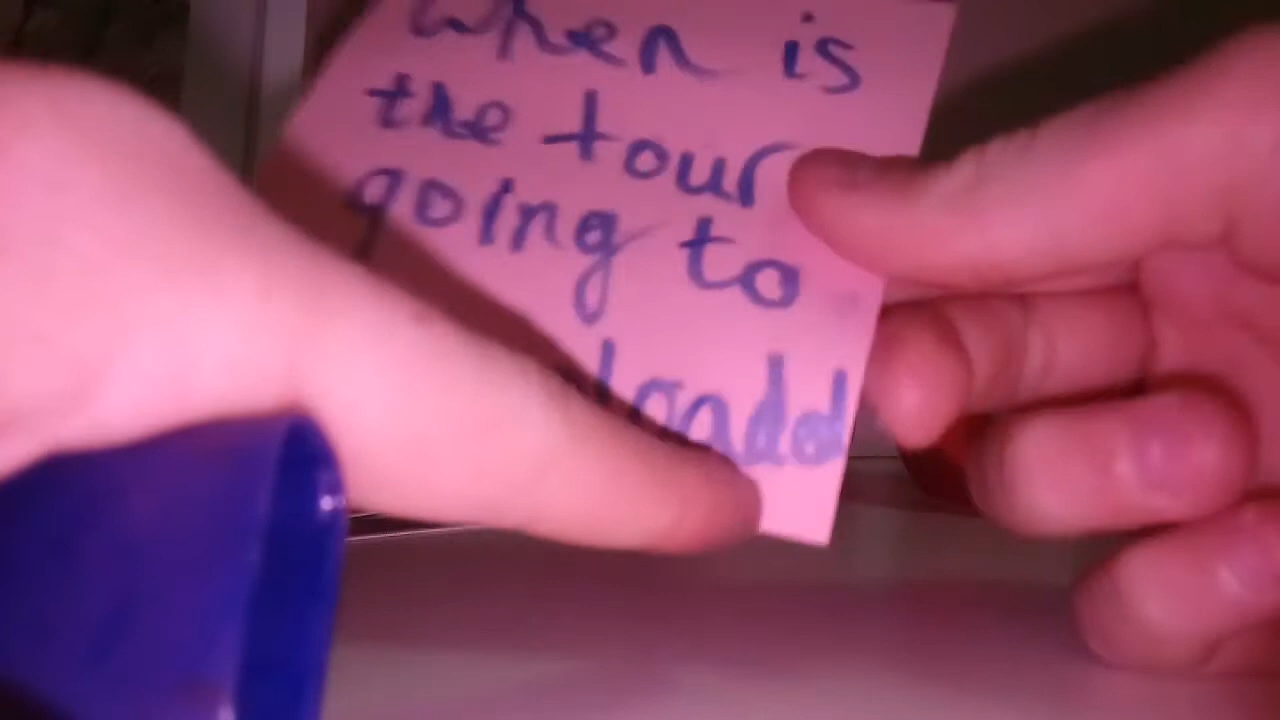 when is
the tour
going to